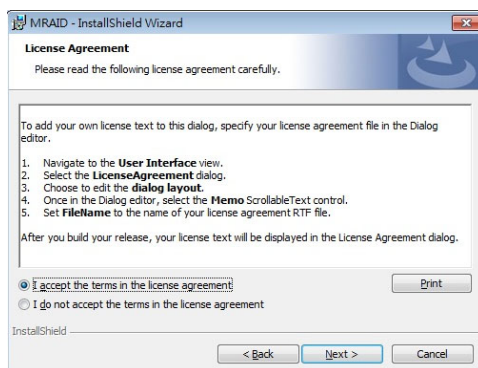 MRAID - InstallShield Wizard
License Agreement
Please read the following license agreement carefully.
To add your own license text to this dialog, specify your license agreement file in the Dialog
editor.
1. Navigate to the User Interface view.
2. Select the LicenseAgreement dialog.
3. Choose to edit the dialog layout.
4. Once in the Dialog editor, select the Memo ScrollableText control.
5. Set FileName to the name of your license agreement RTF file.
After you build your release, your license text will be displayed in the License Agreement dialog.
I accept the terms in the license agreement
Print
I do not accept the terms in the license agreement
InstallShield
< Back Next > Cancel